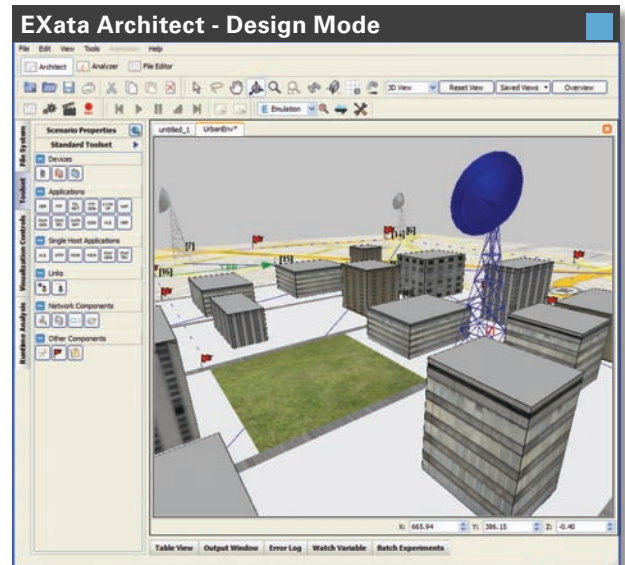 EXata Architect - Design Mode
File Edit View Tools Animation Help
Architect Analyzer File Editor
3D View Reset View Saved Views Overview
E Emulation
File System
Toolset
Visualization Controls
Runtime Analysis
Scenario Properties
Standard Toolset
Devices
Applications
Single Host Applications
Links
Network Components
Other Components
untitled_1 UrbanEnv*
[7]
[6]
[15]
[16]
X: 665.94 Y: 386.15 Z: -0.40
Table View Output Window Error Log Watch Variable Batch Experiments